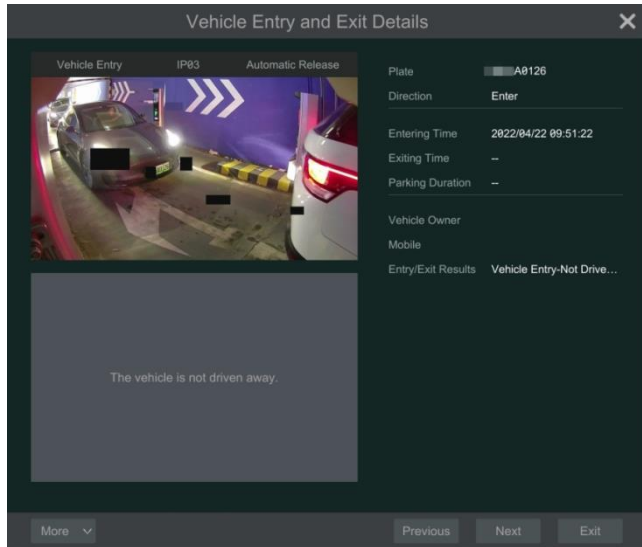 Vehicle Entry and Exit Details
Vehicle Entry IP03 Automatic Release
Plate A0126
Direction Enter
Entering Time 2022/04/22 09:51:22
Exiting Time --
Parking Duration --
Vehicle Owner
Mobile
Entry/Exit Results Vehicle Entry-Not Drive...
The vehicle is not driven away.
More Previous Next Exit